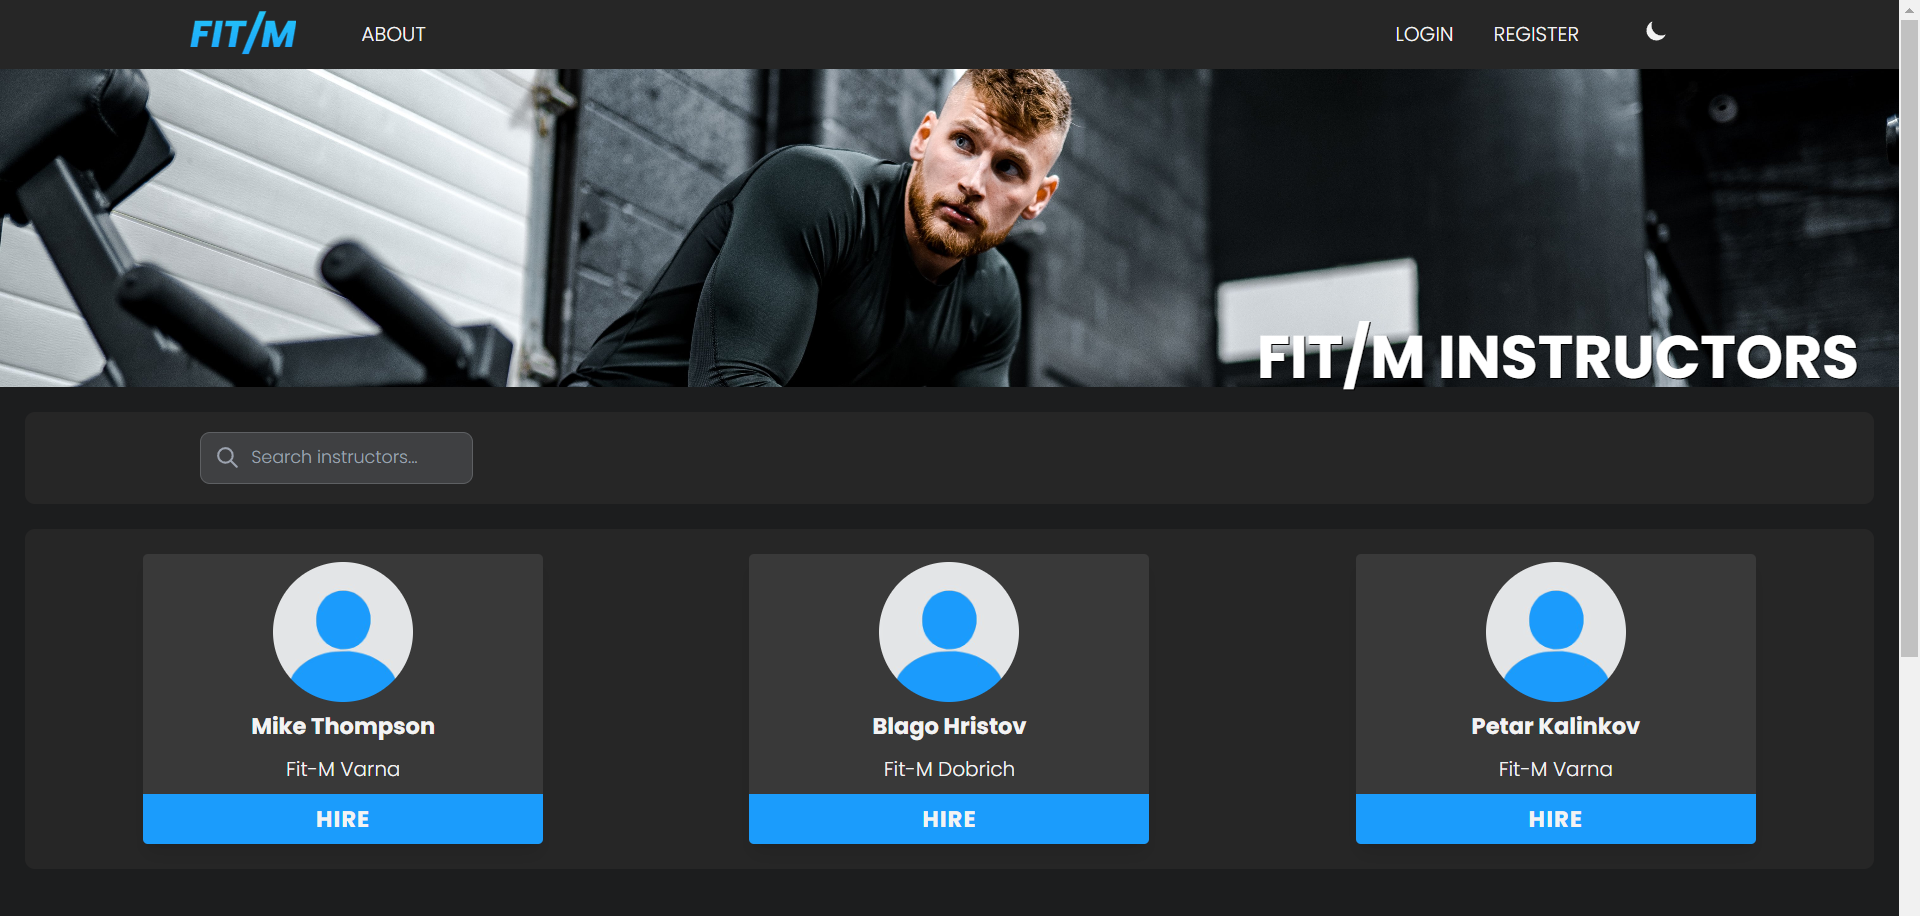 FIT/M ABOUT LOGIN REGISTER
FIT/M INSTRUCTORS
Search instructors...
Mike Thompson
Fit-M Varna
HIRE
Blago Hristov
Fit-M Dobrich
HIRE
Petar Kalinkov
Fit-M Varna
HIRE